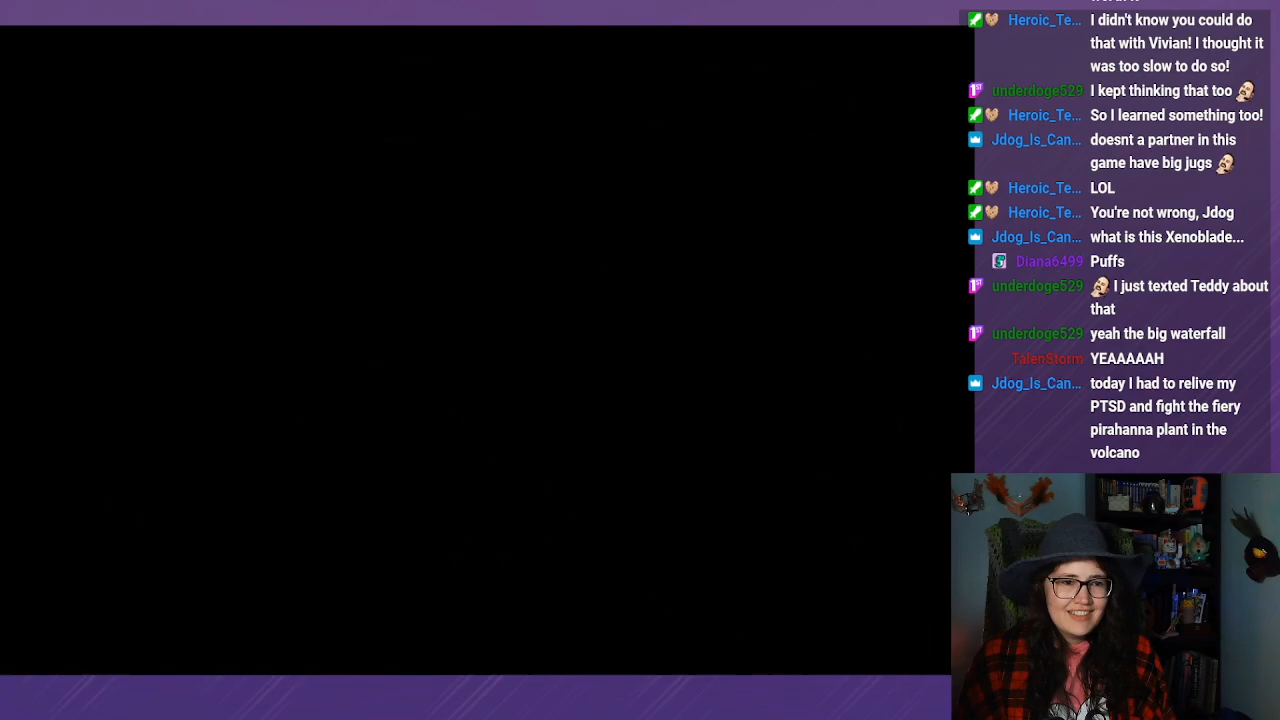 Heroic_Te... I didn't know you could do
that with Vivian! I thought it
was too slow to do so!
underdoge529 I kept thinking that too
Heroic_Te... So I learned something too!
Jdog_Is_Can... doesnt a partner in this
game have big jugs
Heroic_Te... LOL
Heroic_Te... You're not wrong, Jdog
Jdog_Is_Can... what is this Xenoblade...
Diana6499 Puffs
underdoge529 I just texted Teddy about
that
underdoge529 yeah the big waterfall
TalenStorm YEAAAAAH
Jdog_Is_Can... today I had to relive my
PTSD and fight the fiery
pirahanna plant in the
volcano